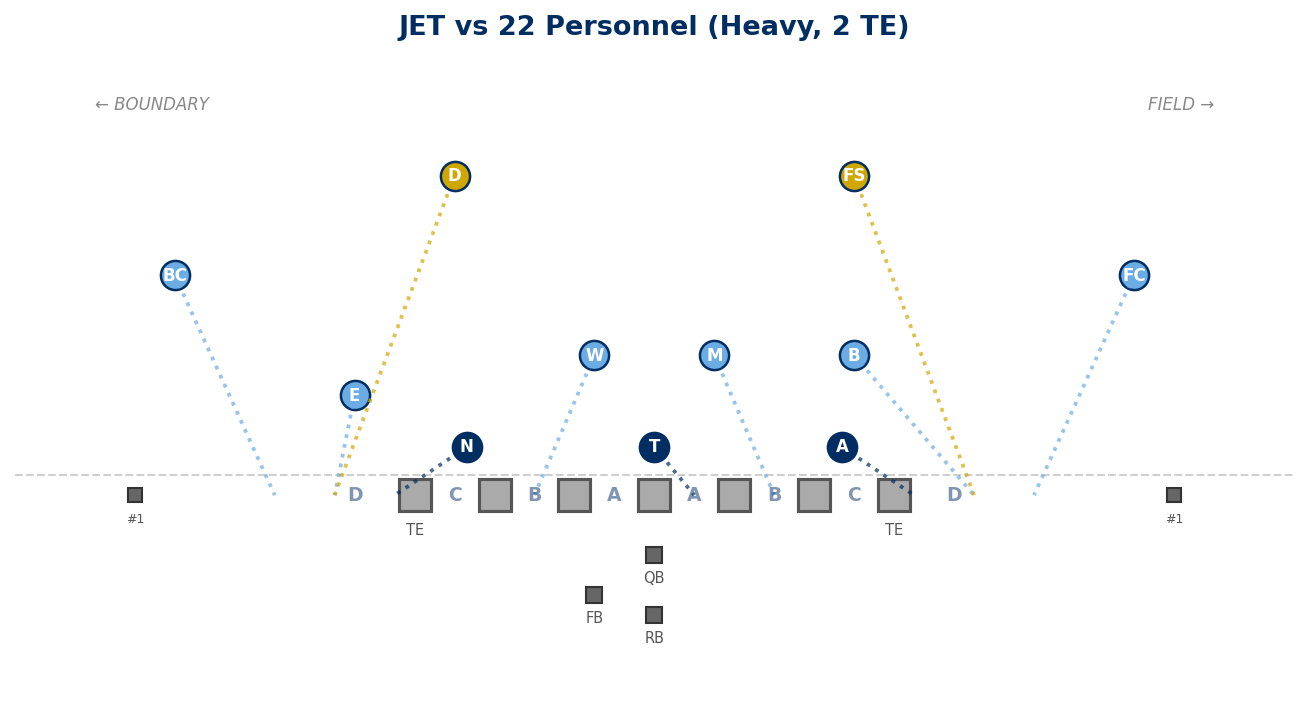 JET vs 22 Personnel (Heavy, 2 TE)
← BOUNDARY
FIELD →
D
FS
BC
FC
W
M
B
E
N
T
A
D
C
B
A
A
B
C
D
#1
TE
TE
#1
QB
FB
RB